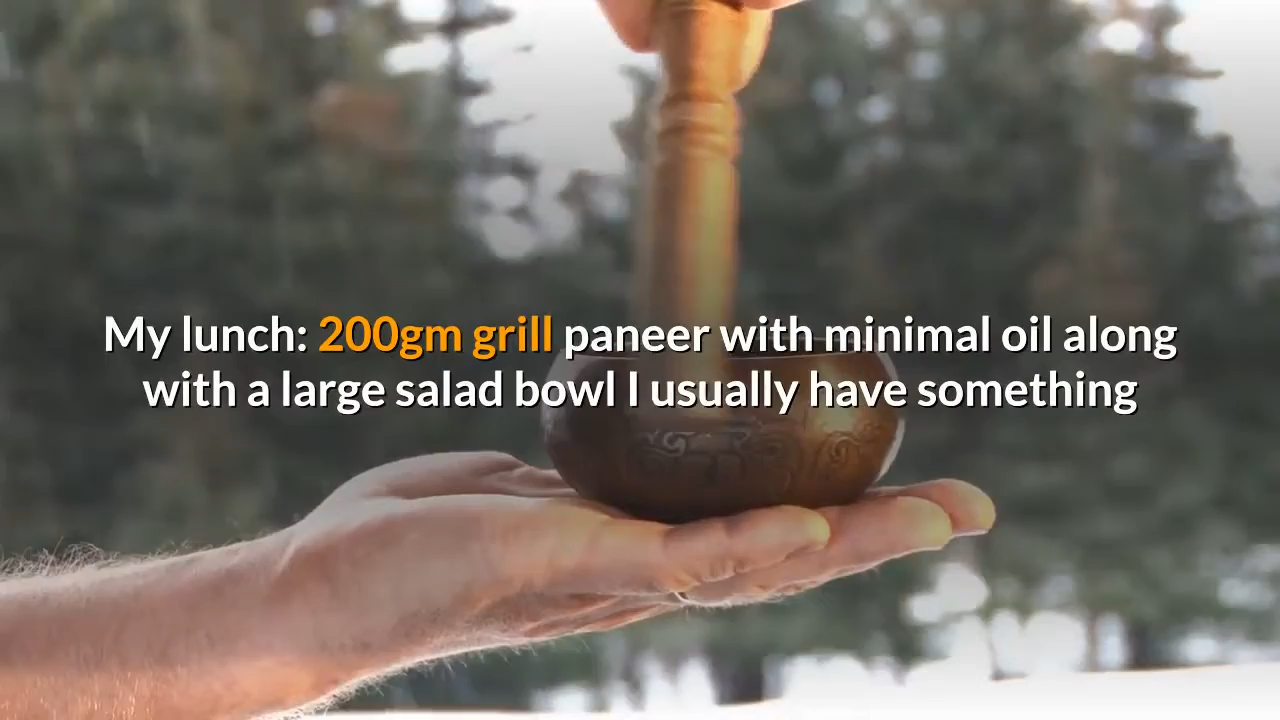 My lunch: 200gm grill paneer with minimal oil along
with a large salad bowl I usually have something